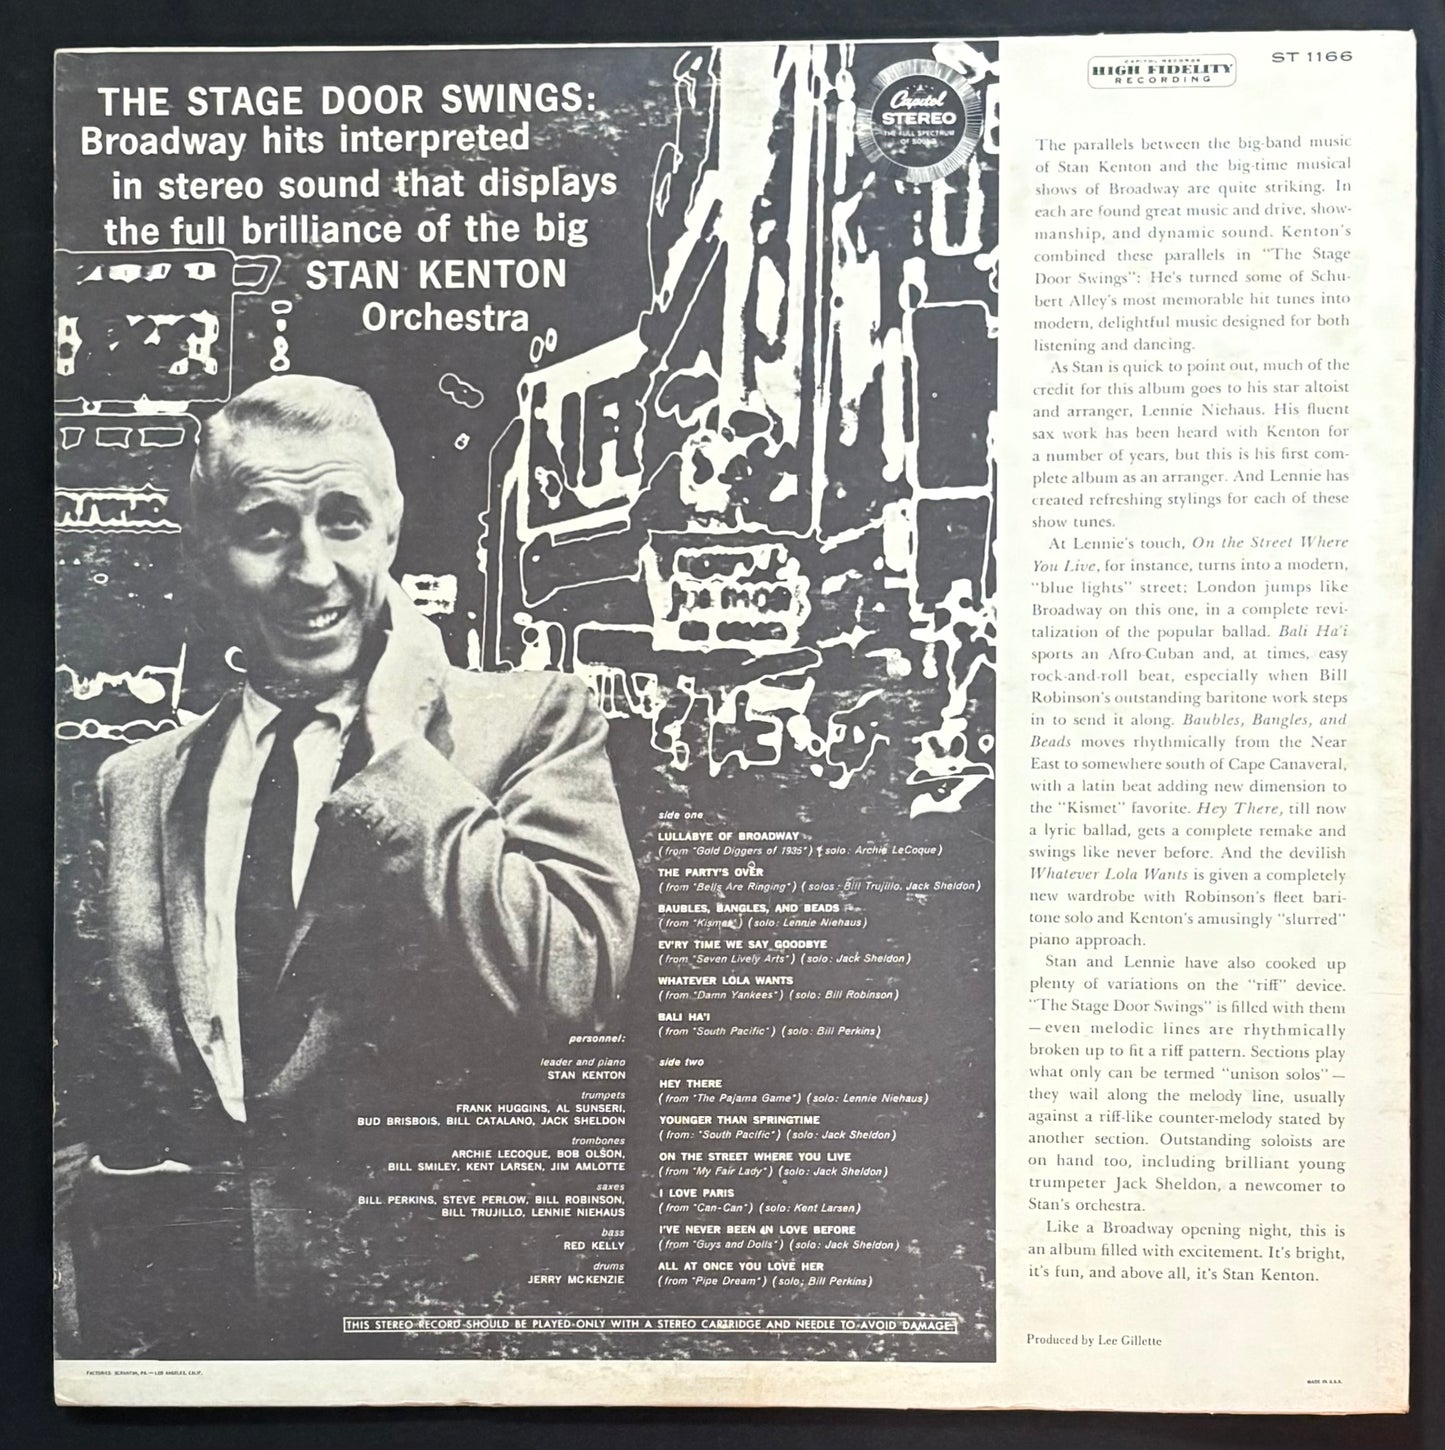 THE STAGE DOOR SWINGS:
Broadway hits interpreted
in stereo sound that displays
the full brilliance of the big
STAN KENTON
Orchestra
Capitol
STEREO
THE FULL SPECTRUM
OF SOUND
CAPITOL RECORDS
HIGH FIDELITY
RECORDING
ST 1166
The parallels between the big-band music
of Stan Kenton and the big-time musical
shows of Broadway are quite striking. In
each are found great music and drive, show-
manship, and dynamic sound. Kenton's
combined these parallels in "The Stage
Door Swings": He's turned some of Schu-
bert Alley's most memorable hit tunes into
modern, delightful music designed for both
listening and dancing.
As Stan is quick to point out, much of the
credit for this album goes to his star altoist
and arranger, Lennie Niehaus. His fluent
sax work has been heard with Kenton for
a number of years, but this is his first com-
plete album as an arranger. And Lennie has
created refreshing stylings for each of these
show tunes.
At Lennie's touch, On the Street Where
You Live, for instance, turns into a modern,
"blue lights" street; London jumps like
Broadway on this one, in a complete revi-
talization of the popular ballad. Bali Ha'i
sports an Afro-Cuban and, at times, easy
rock-and-roll beat, especially when Bill
Robinson's outstanding baritone work steps
in to send it along. Baubles, Bangles, and
Beads moves rhythmically from the Near
East to somewhere south of Cape Canaveral,
with a latin beat adding new dimension to
the "Kismet" favorite. Hey There, till now
a lyric ballad, gets a complete remake and
swings like never before. And the devilish
Whatever Lola Wants is given a completely
new wardrobe with Robinson's fleet bari-
tone solo and Kenton's amusingly "slurred"
piano approach.
Stan and Lennie have also cooked up
plenty of variations on the "riff" device.
"The Stage Door Swings" is filled with them
—even melodic lines are rhythmically
broken up to fit a riff pattern. Sections play
what only can be termed "unison solos"—
they wail along the melody line, usually
against a riff-like counter-melody stated by
another section. Outstanding soloists are
on hand too, including brilliant young
trumpeter Jack Sheldon, a newcomer to
Stan's orchestra.
Like a Broadway opening night, this is
an album filled with excitement. It's bright,
it's fun, and above all, it's Stan Kenton.
Produced by Lee Gillette
side one
LULLABYE OF BROADWAY
(from "Gold Diggers of 1935") (solo: Archie LeCoque)
THE PARTY'S OVER
(from "Bells Are Ringing") (solos: Bill Trujillo, Jack Sheldon)
BAUBLES, BANGLES, AND BEADS
(from "Kismet") (solo: Lennie Niehaus)
EV'RY TIME WE SAY GOODBYE
(from "Seven Lively Arts") (solo: Jack Sheldon)
WHATEVER LOLA WANTS
(from "Damn Yankees") (solo: Bill Robinson)
BALI HA'I
(from "South Pacific") (solo: Bill Perkins)
side two
HEY THERE
(from "The Pajama Game") (solo: Lennie Niehaus)
YOUNGER THAN SPRINGTIME
(from: "South Pacific") (solo: Jack Sheldon)
ON THE STREET WHERE YOU LIVE
(from "My Fair Lady") (solo: Jack Sheldon)
I LOVE PARIS
(from "Can-Can") (solo: Kent Larsen)
I'VE NEVER BEEN IN LOVE BEFORE
(from "Guys and Dolls") (solo: Jack Sheldon)
ALL AT ONCE YOU LOVE HER
(from "Pipe Dream") (solo; Bill Perkins)
personnel:
leader and piano
STAN KENTON
trumpets
FRANK HUGGINS, AL SUNSERI,
BUD BRISBOIS, BILL CATALANO, JACK SHELDON
trombones
ARCHIE LECOQUE, BOB OLSON,
BILL SMILEY, KENT LARSEN, JIM AMLOTTE
saxes
BILL PERKINS, STEVE PERLOW, BILL ROBINSON,
BILL TRUJILLO, LENNIE NIEHAUS
bass
RED KELLY
drums
JERRY MCKENZIE
THIS STEREO RECORD SHOULD BE PLAYED ONLY WITH A STEREO CARTRIDGE AND NEEDLE TO AVOID DAMAGE.
FACTORIES: SCRANTON, PA.—LOS ANGELES, CALIF.
MADE IN U.S.A.